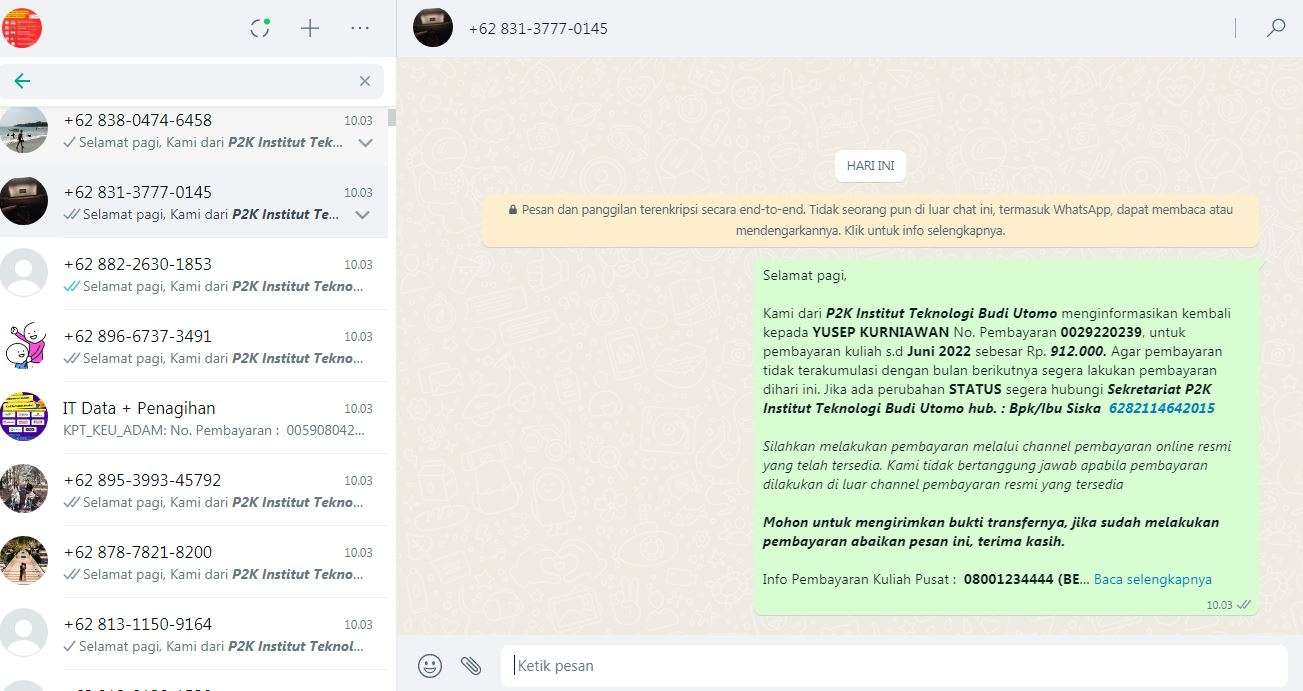 +62 838-0474-6458
10.03
Selamat pagi, Kami dari P2K Institut Tek...
+62 831-3777-0145
10.03
Selamat pagi, Kami dari P2K Institut Te...
+62 882-2630-1853
10.03
Selamat pagi, Kami dari P2K Institut Tekno...
+62 896-6737-3491
10.03
Selamat pagi, Kami dari P2K Institut Tekno...
IT Data + Penagihan
10.03
KPT_KEU_ADAM: No. Pembayaran : 005908042...
+62 895-3993-45792
10.03
Selamat pagi, Kami dari P2K Institut Tekno...
+62 878-7821-8200
10.03
Selamat pagi, Kami dari P2K Institut Tekno...
+62 813-1150-9164
10.03
Selamat pagi, Kami dari P2K Institut Teknol...
+62 831-3777-0145
HARI INI
Pesan dan panggilan terenkripsi secara end-to-end. Tidak seorang pun di luar chat ini, termasuk WhatsApp, dapat membaca atau
mendengarkannya. Klik untuk info selengkapnya.
Selamat pagi,
Kami dari P2K Institut Teknologi Budi Utomo menginformasikan kembali
kepada YUSEP KURNIAWAN No. Pembayaran 0029220239, untuk
pembayaran kuliah s.d Juni 2022 sebesar Rp. 912.000. Agar pembayaran
tidak terakumulasi dengan bulan berikutnya segera lakukan pembayaran
dihari ini. Jika ada perubahan STATUS segera hubungi Sekretariat P2K
Institut Teknologi Budi Utomo hub. : Bpk/Ibu Siska 6282114642015
Silahkan melakukan pembayaran melalui channel pembayaran online resmi
yang telah tersedia. Kami tidak bertanggung jawab apabila pembayaran
dilakukan di luar channel pembayaran resmi yang tersedia
Mohon untuk mengirimkan bukti transfernya, jika sudah melakukan
pembayaran abaikan pesan ini, terima kasih.
Info Pembayaran Kuliah Pusat : 08001234444 (BE... Baca selengkapnya
10.03
Ketik pesan